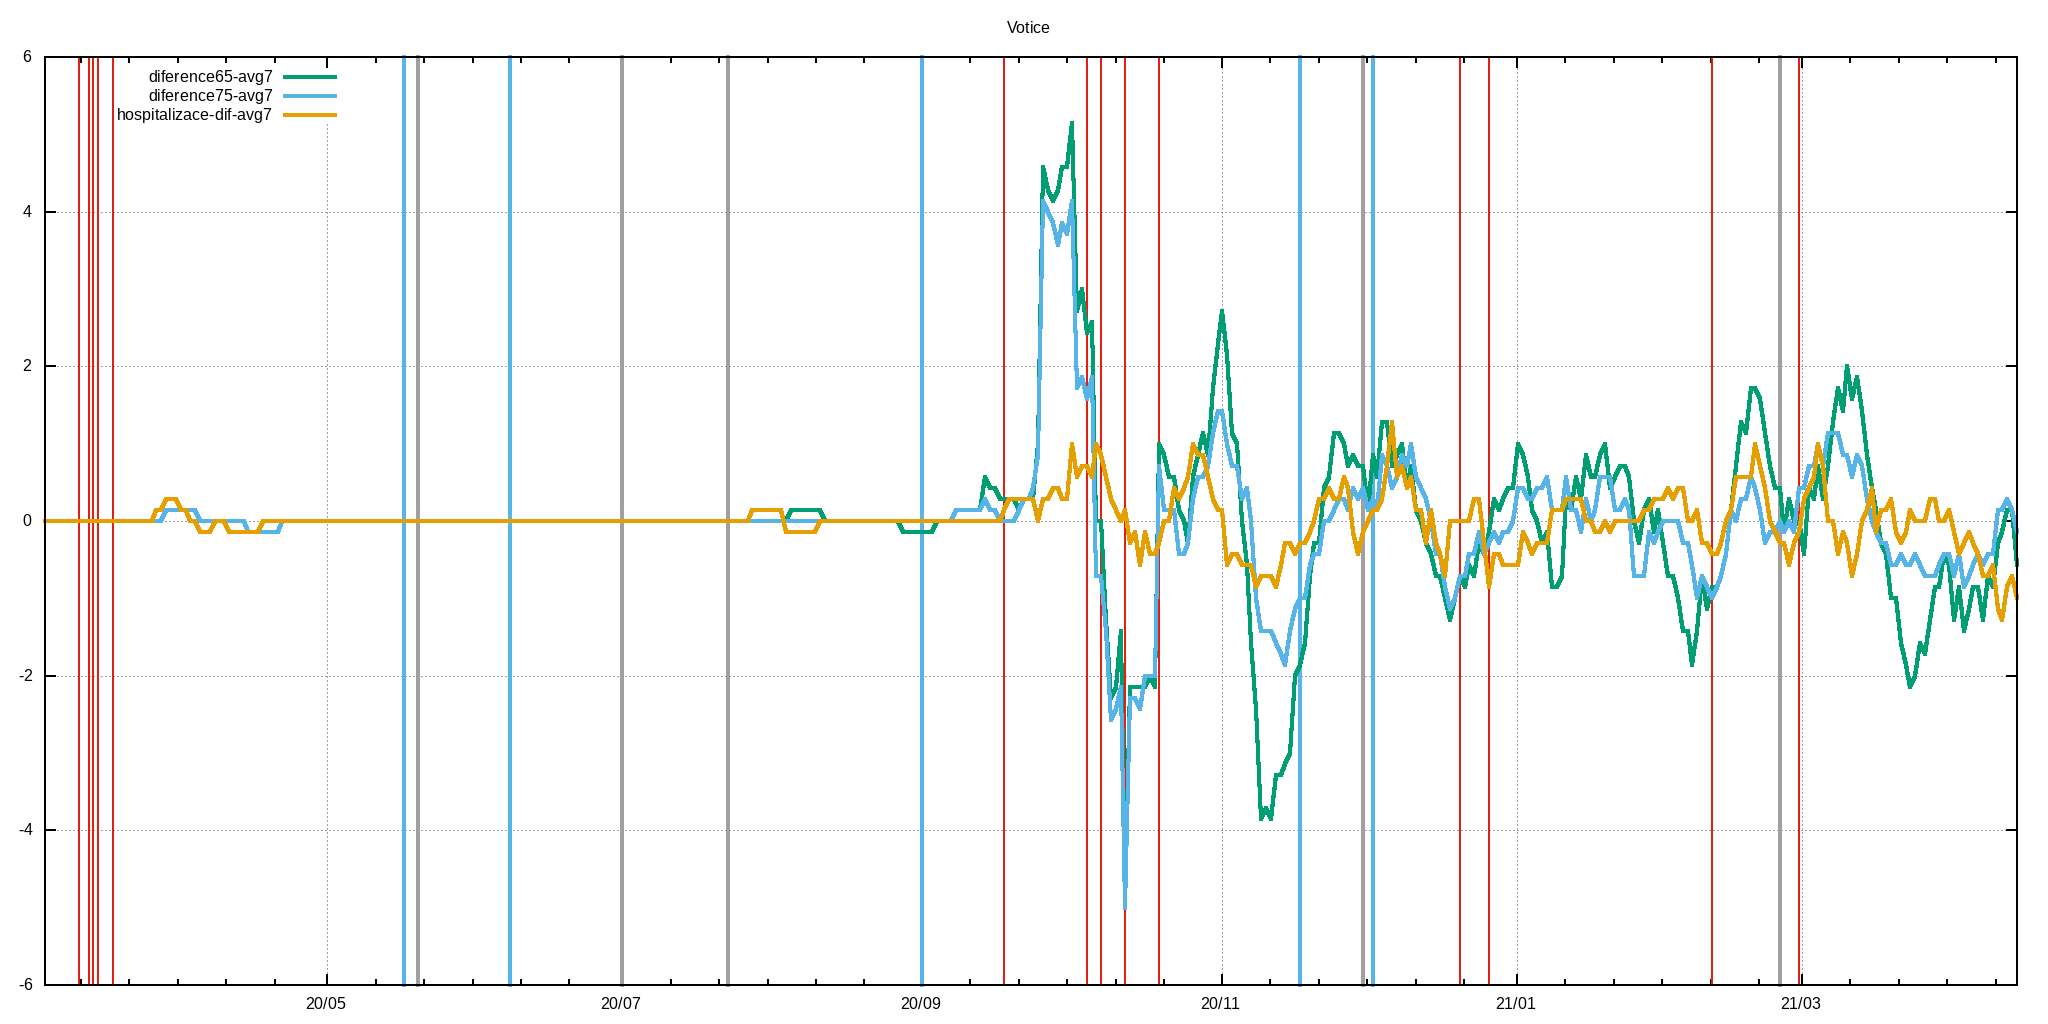 Votice
6
diference65-avg7
diference75-avg7
hospitalizace-dif-avg7
4
2
0
-2
-4
-6
20/05 20/07 20/09 20/11 21/01 21/03